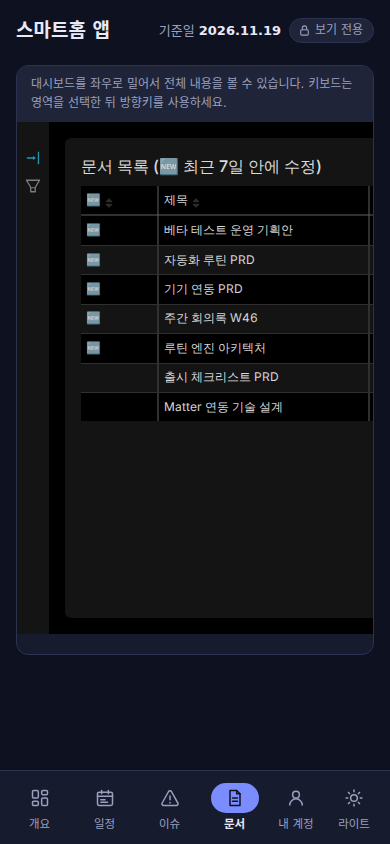 스마트홈 앱
기준일 2026.11.19
보기 전용
대시보드를 좌우로 밀어서 전체 내용을 볼 수 있습니다. 키보드는
영역을 선택한 뒤 방향키를 사용하세요.
문서 목록 (🆕 최근 7일 안에 수정)
🆕 제목
🆕 베타 테스트 운영 기획안
🆕 자동화 루틴 PRD
🆕 기기 연동 PRD
🆕 주간 회의록 W46
🆕 루틴 엔진 아키텍처
출시 체크리스트 PRD
Matter 연동 기술 설계
개요
일정
이슈
문서
내 계정
라이트